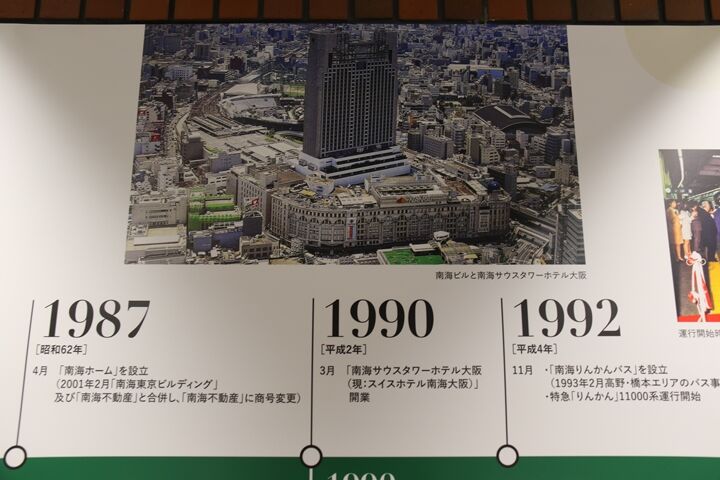 南海ビルと南海サウスタワーホテル大阪
1987
[昭和62年]
4月 「南海ホーム」を設立
（2001年2月「南海東京ビルディング」
及び「南海不動産」と合併し、「南海不動産」に商号変更）
1990
[平成2年]
3月 「南海サウスタワーホテル大阪
（現：スイスホテル南海大阪）」
開業
1992
[平成4年]
11月 ・「南海りんかんバス」を設立
（1993年2月高野・橋本エリアのバス事
・特急「りんかん」11000系運行開始
運行開始時